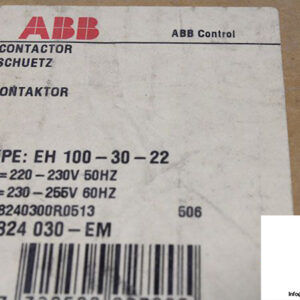 ABB
ABB Control
CONTACTOR
SCHUETZ
ONTAKTOR
PE: EH 100-30-22
=220-230V 50HZ
=230-255V 60HZ
8240300R0513 506
824 030-EM